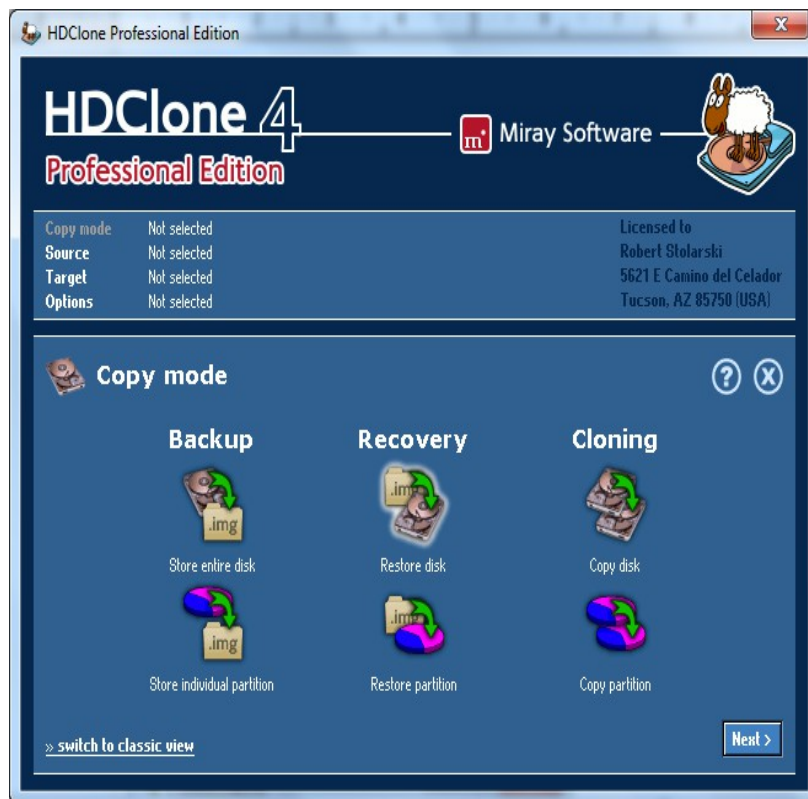 HDClone Professional Edition
HDClone 4
Professional Edition
m
Miray Software
Copy mode Not selected
Source Not selected
Target Not selected
Options Not selected
Licensed to
Robert Stolarski
5621 E Camino del Celador
Tucson, AZ 85750 (USA)
Copy mode
?
X
Backup Recovery Cloning
.img .img
Store entire disk Restore disk Copy disk
.img .img
Store individual partition Restore partition Copy partition
» switch to classic view
Next >